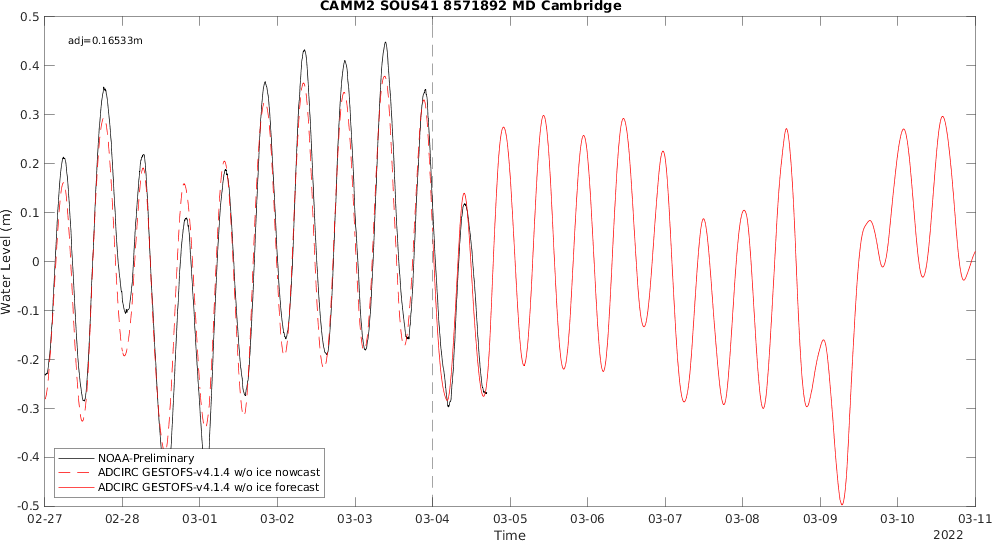 CAMM2 SOUS41 8571892 MD Cambridge
adj=0.16533m
0.5
0.4
0.3
0.2
0.1
0
-0.1
-0.2
-0.3
-0.4
-0.5
Water Level (m)
NOAA-Preliminary
ADCIRC GESTOFS-v4.1.4 w/o ice nowcast
ADCIRC GESTOFS-v4.1.4 w/o ice forecast
02-27 02-28 03-01 03-02 03-03 03-04 03-05 03-06 03-07 03-08 03-09 03-10 03-11
Time
2022